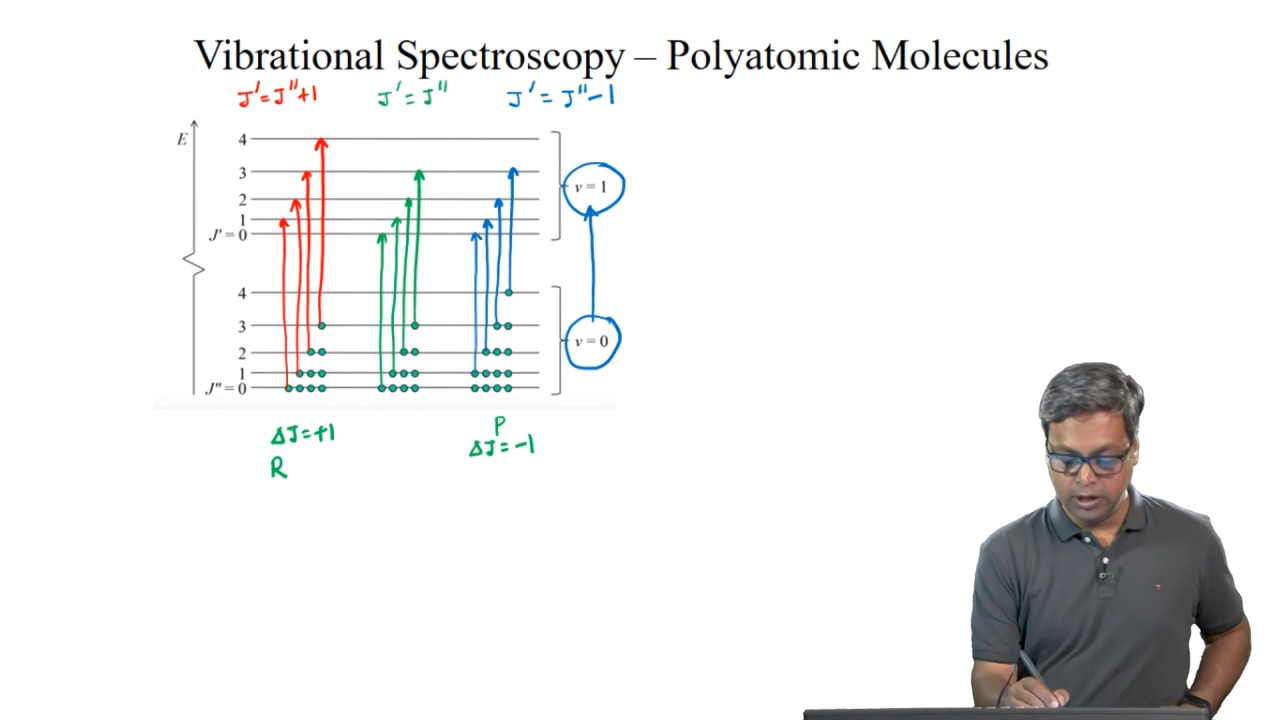 Vibrational Spectroscopy – Polyatomic Molecules
J'=J"+1
J'=J"
J'=J"-1
E
4
3
2
1
J'=0
v = 1
4
3
2
1
J"=0
v = 0
ΔJ=+1
R
P
ΔJ=-1